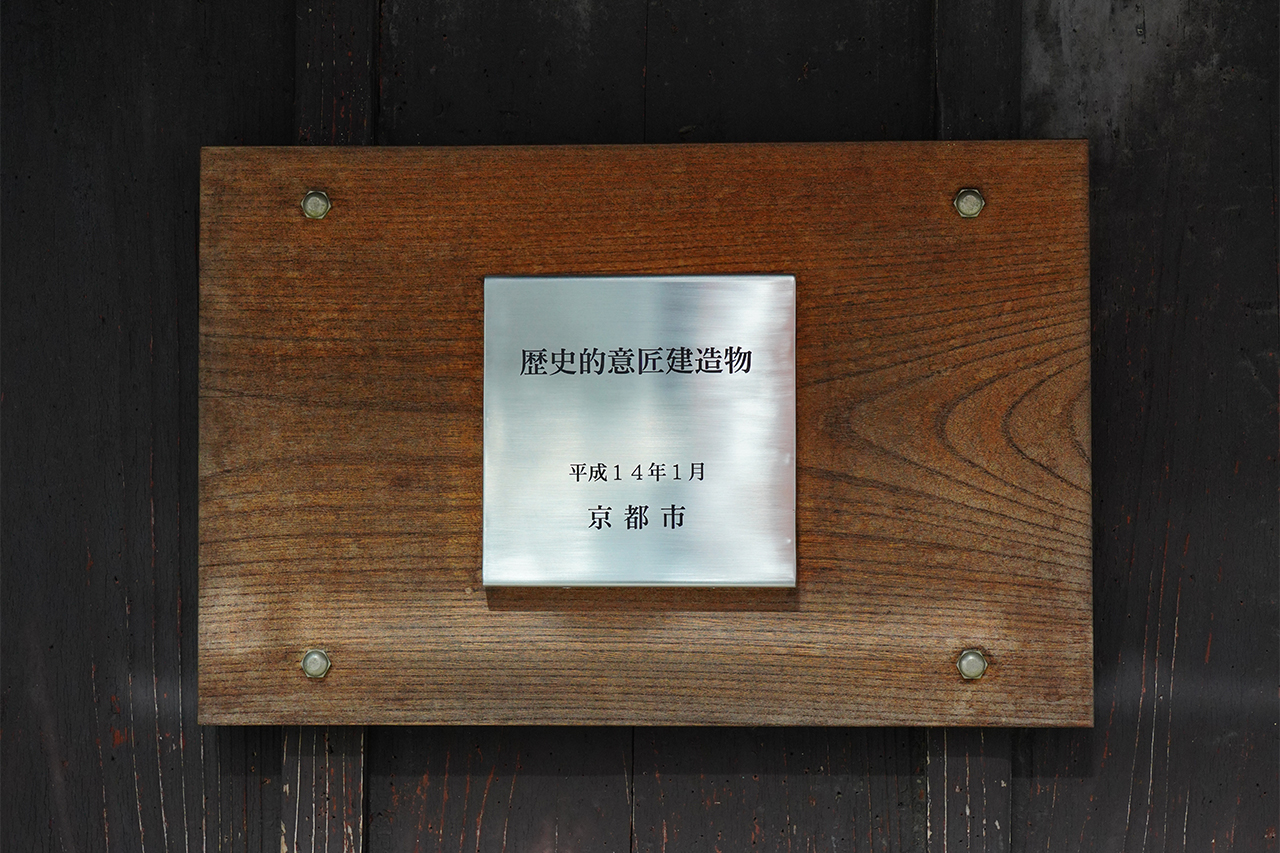 歴史的意匠建造物
平成１４年１月
京都市